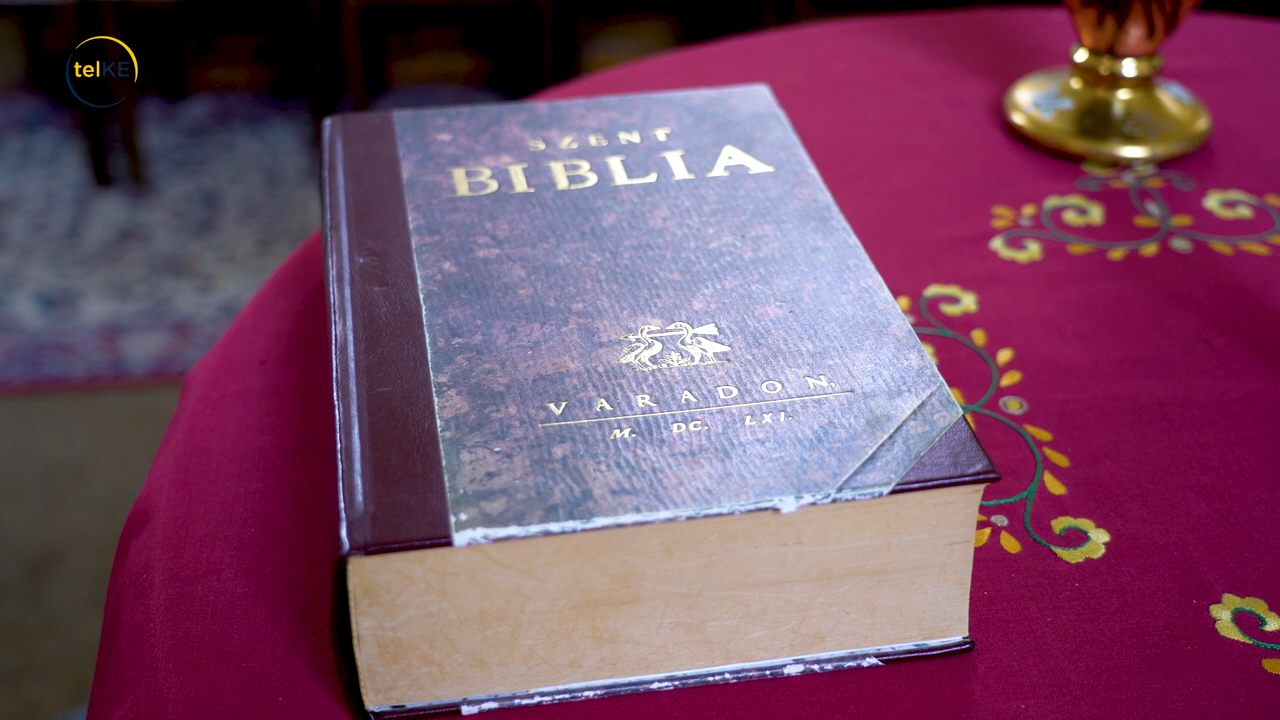 telKE
SZENT
BIBLIA
VARADON,
M. DC. LXI.